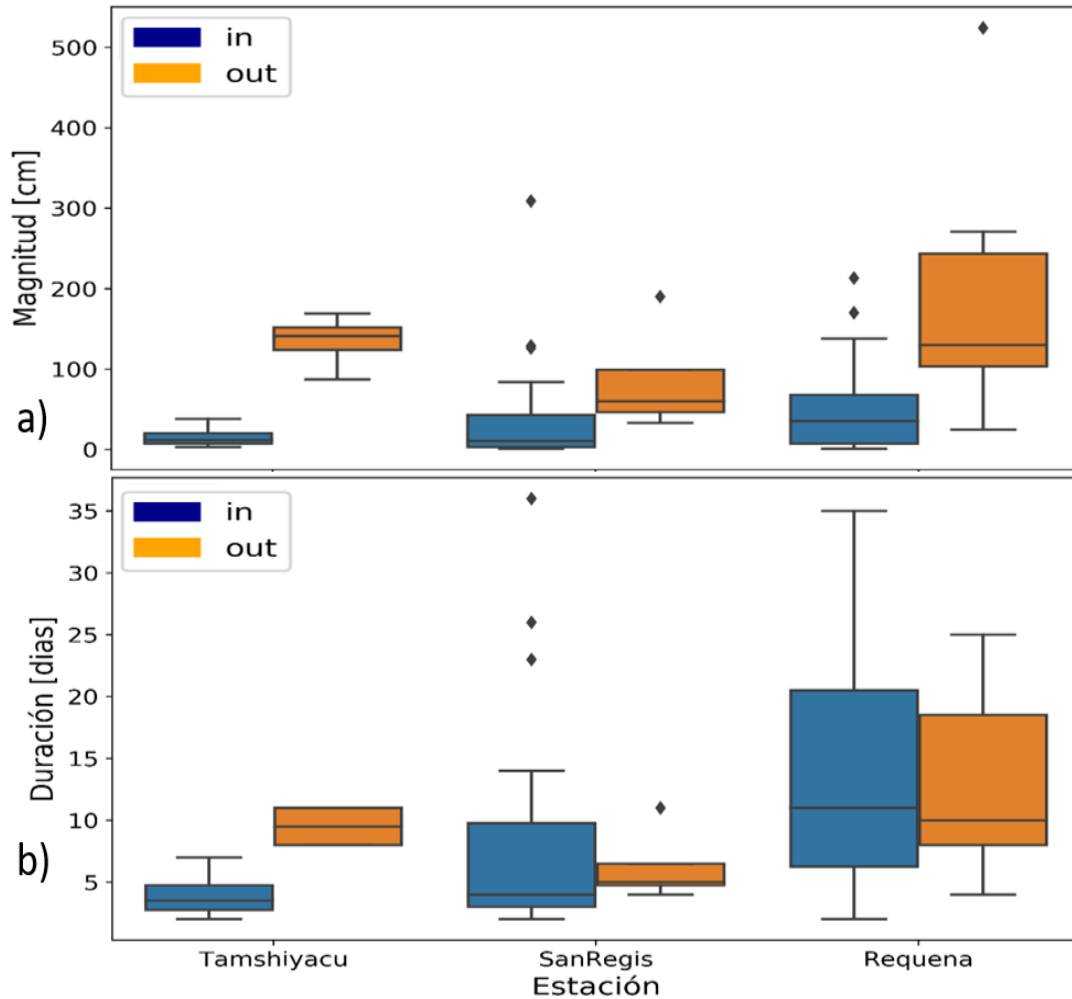 in
out
500
400
300
200
100
0
Magnitud [cm]
a)
in
out
35
30
25
20
15
10
5
Duración [dias]
b)
Tamshiyacu
SanRegis
Requena
Estación